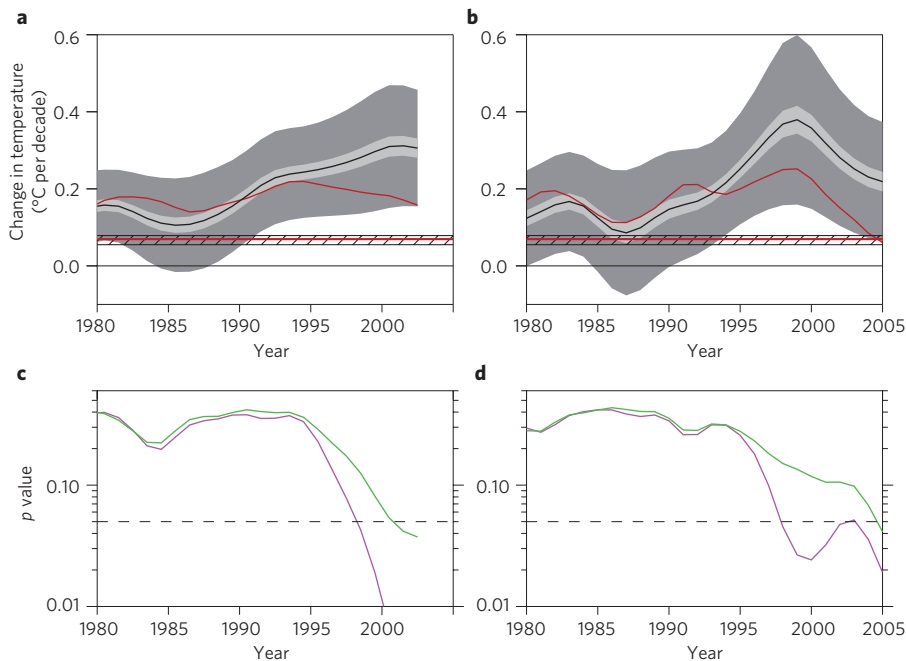 a
b
Change in temperature
(°C per decade)
0.6
0.4
0.2
0.0
1980 1985 1990 1995 2000
Year
0.6
0.4
0.2
0.0
1980 1985 1990 1995 2000 2005
Year
c
d
p value
0.10
0.01
1980 1985 1990 1995 2000
Year
0.10
0.01
1980 1985 1990 1995 2000 2005
Year